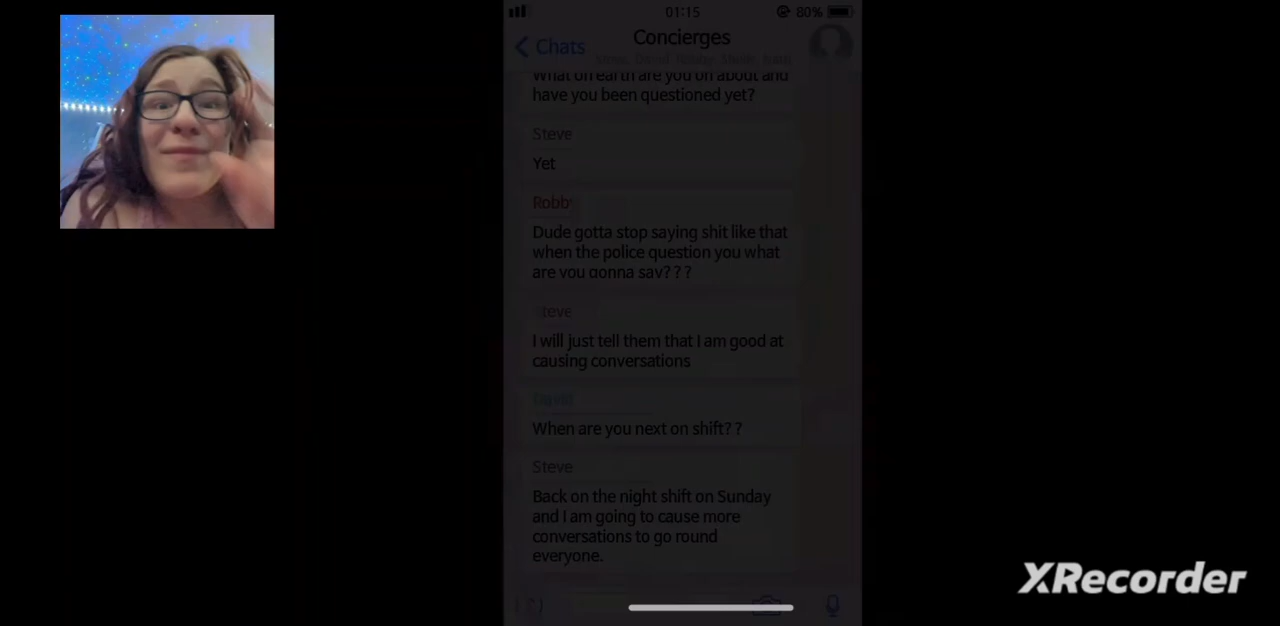 01:15
80%
Chats
Concierges
What on earth are you on about and
have you been questioned yet?
Steve
Yet
Robb
Dude gotta stop saying shit like that
when the police question you what
are you gonna say???
Steve
I will just tell them that I am good at
causing conversations
David
When are you next on shift??
Steve
Back on the night shift on Sunday
and I am going to cause more
conversations to go round
everyone.
XRecorder